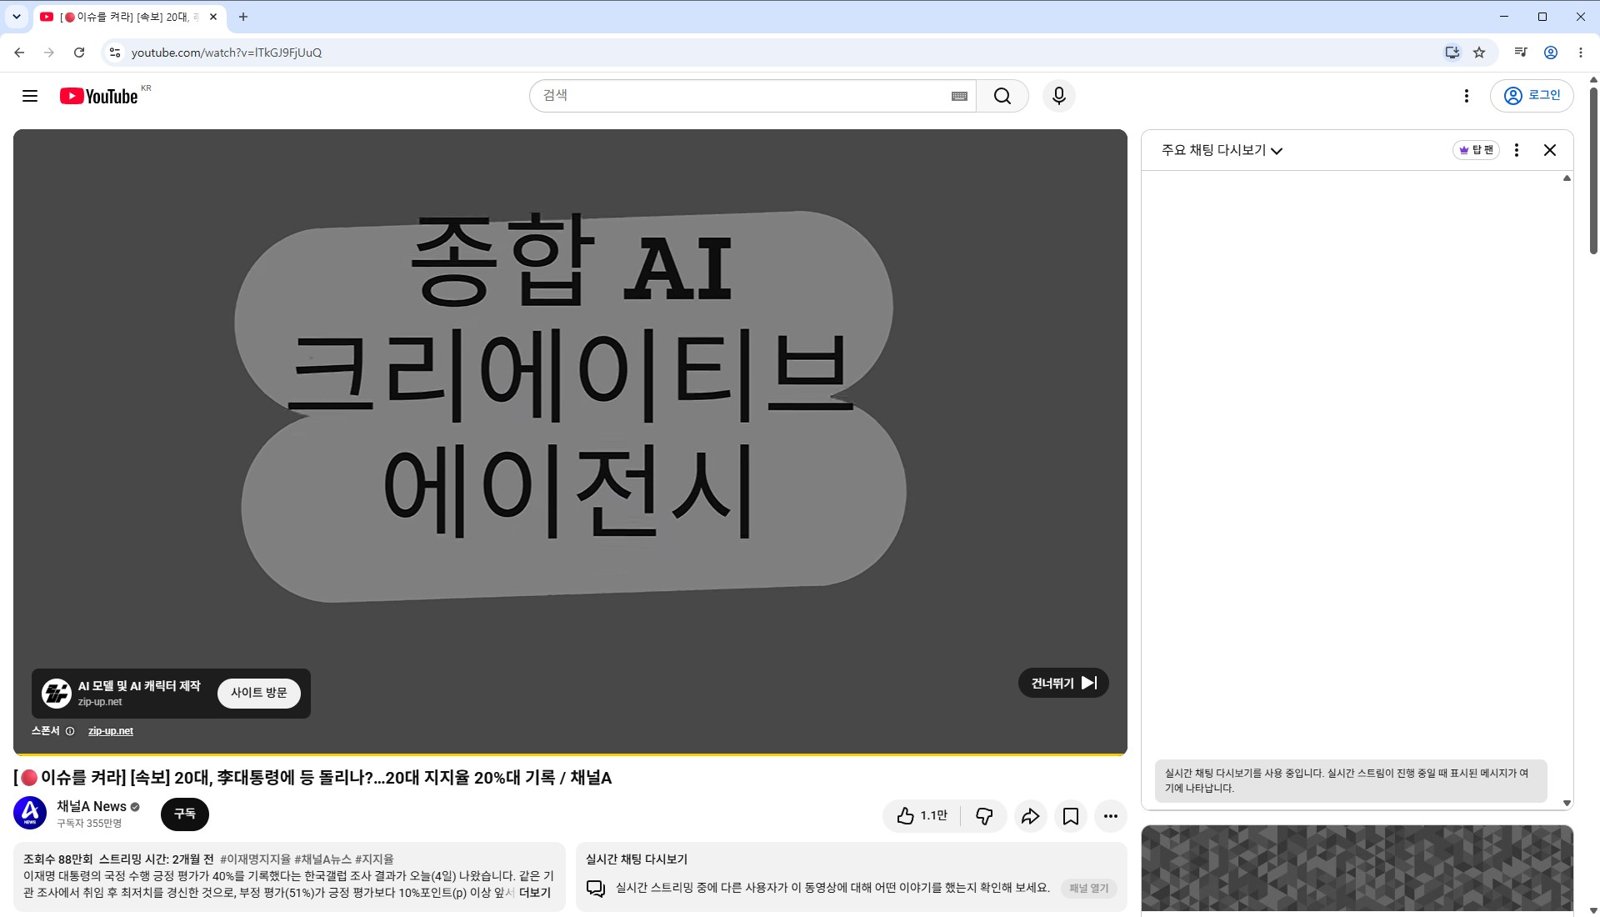 [🔴이슈를 켜라] [속보] 20대, 
youtube.com/watch?v=lTkGJ9FjUuQ
YouTube KR
검색
로그인
종합 AI
크리에이티브
에이전시
AI 모델 및 AI 캐릭터 제작
zip-up.net
사이트 방문
건너뛰기
스폰서
zip-up.net
주요 채팅 다시보기
탑 팬
실시간 채팅 다시보기를 사용 중입니다. 실시간 스트림이 진행 중일 때 표시된 메시지가 여
기에 나타납니다.
[🔴이슈를 켜라] [속보] 20대, 李대통령에 등 돌리나?…20대 지지율 20%대 기록 / 채널A
채널A News
구독자 355만명
구독
1.1만
조회수 88만회 스트리밍 시간: 2개월 전 #이재명지지율 #채널A뉴스 #지지율
이재명 대통령의 국정 수행 긍정 평가가 40%를 기록했다는 한국갤럽 조사 결과가 오늘(4일) 나왔습니다. 같은 기
관 조사에서 취임 후 최저치를 경신한 것으로, 부정 평가(51%)가 긍정 평가보다 10%포인트(p) 이상 앞서 더보기
실시간 채팅 다시보기
실시간 스트리밍 중에 다른 사용자가 이 동영상에 대해 어떤 이야기를 했는지 확인해 보세요.
패널 열기